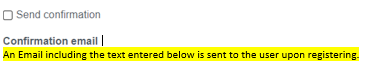 Send confirmation
Confirmation email
An Email including the text entered below is sent to the user upon registering.